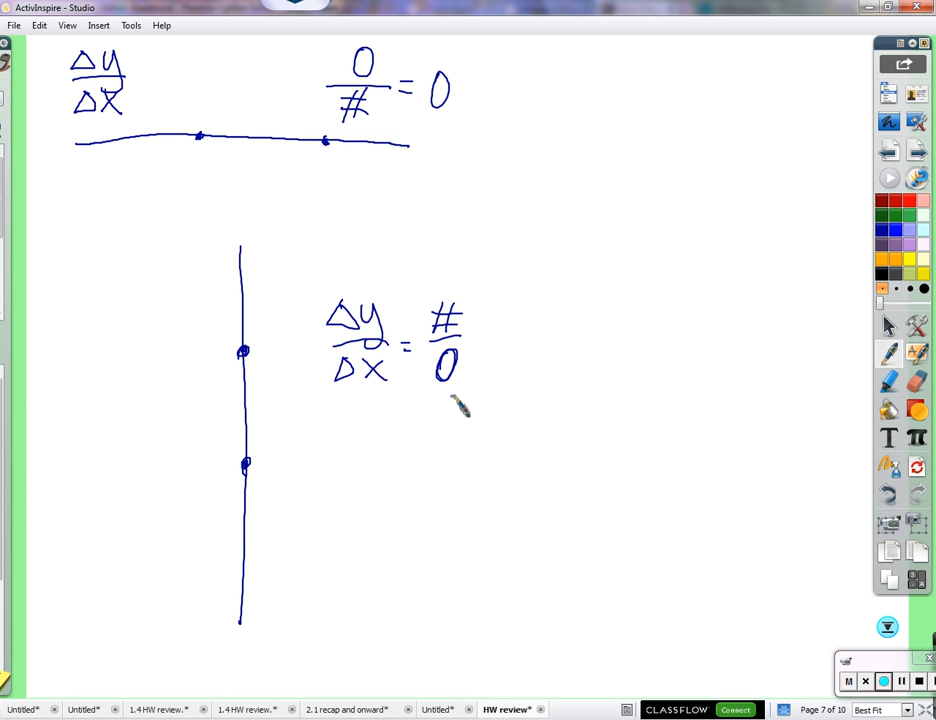 ActivInspire - Studio
File Edit View Insert Tools Help
Δy/Δx
0/# = 0
Δy/Δx = #/0
M
Untitled* Untitled* 1.4 HW review.* 1.4 HW review.* 2.1 recap and onward* Untitled* HW review* CLASSFLOW Connect Page 7 of 10 Best Fit